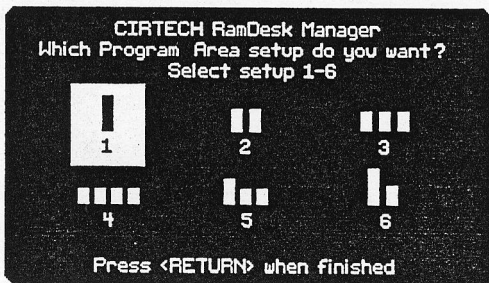 CIRTECH RamDesk Manager
Which Program Area setup do you want?
Select setup 1-6
1 2 3
4 5 6
Press <RETURN> when finished